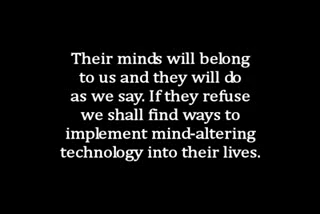 Their minds will belong
to us and they will do
as we say. If they refuse
we shall find ways to
implement mind-altering
technology into their lives.